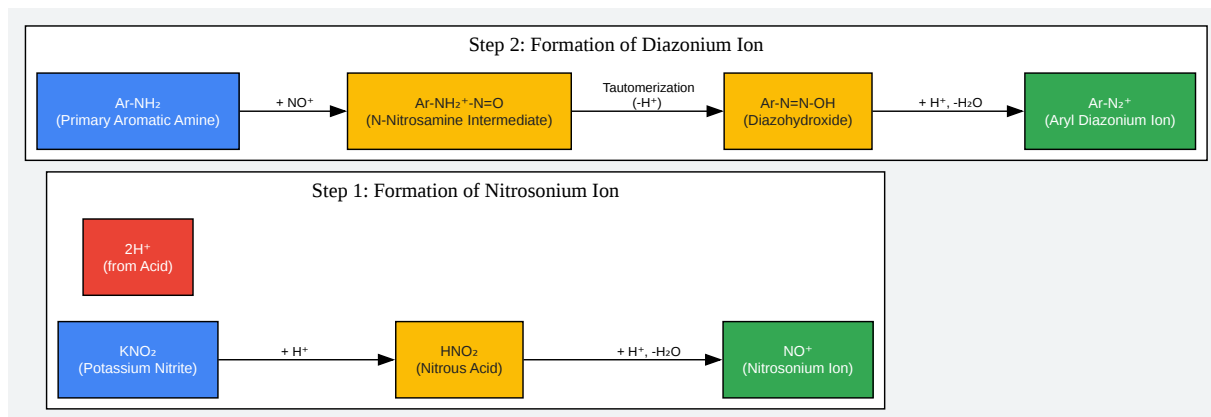 Step 2: Formation of Diazonium Ion
Ar-NH₂
(Primary Aromatic Amine)
+ NO⁺
Ar-NH₂⁺-N=O
(N-Nitrosamine Intermediate)
Tautomerization
(-H⁺)
Ar-N=N-OH
(Diazohydroxide)
+ H⁺, -H₂O
Ar-N₂⁺
(Aryl Diazonium Ion)
Step 1: Formation of Nitrosonium Ion
2H⁺
(from Acid)
KNO₂
(Potassium Nitrite)
+ H⁺
HNO₂
(Nitrous Acid)
+ H⁺, -H₂O
NO⁺
(Nitrosonium Ion)